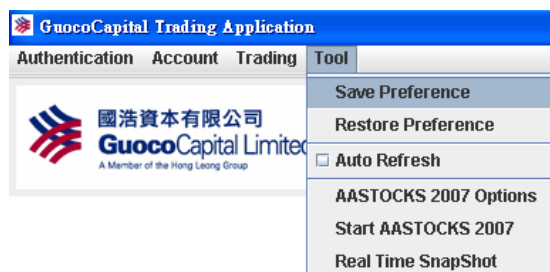 GuocoCapital Trading Application
Authentication Account Trading Tool
Save Preference
Restore Preference
Auto Refresh
AASTOCKS 2007 Options
Start AASTOCKS 2007
Real Time SnapShot
國浩資本有限公司
GuocoCapital Limited
A Member of the Hong Leong Group